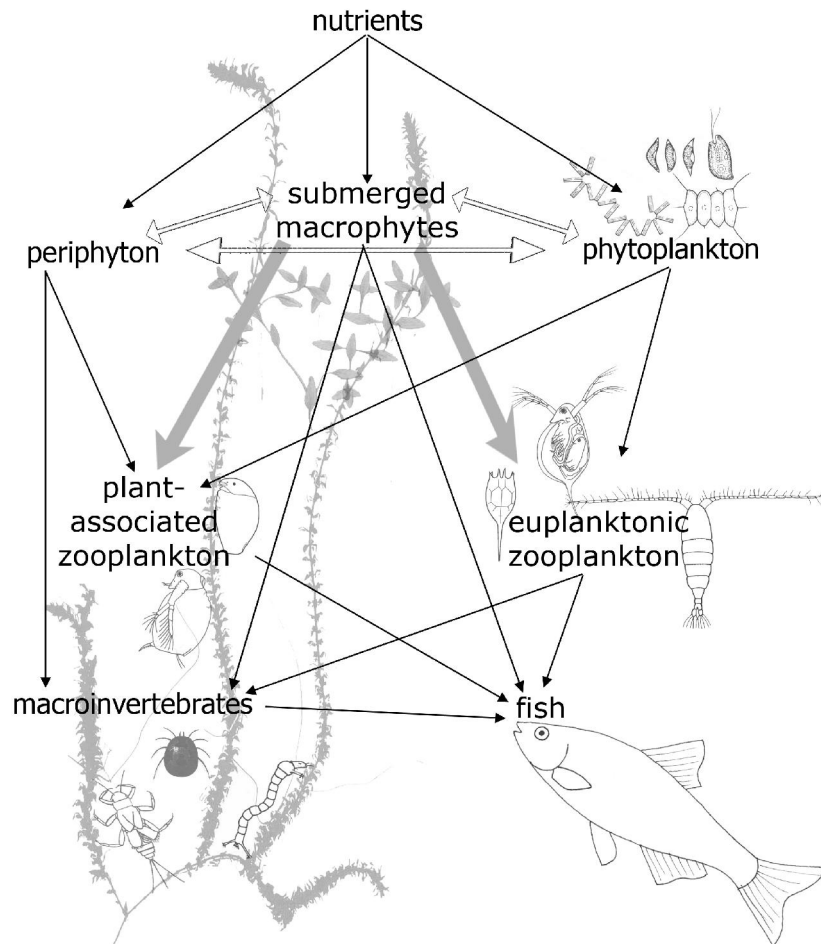 nutrients
submerged
macrophytes
periphyton
phytoplankton
plant-
associated
zooplankton
euplanktonic
zooplankton
macroinvertebrates
fish